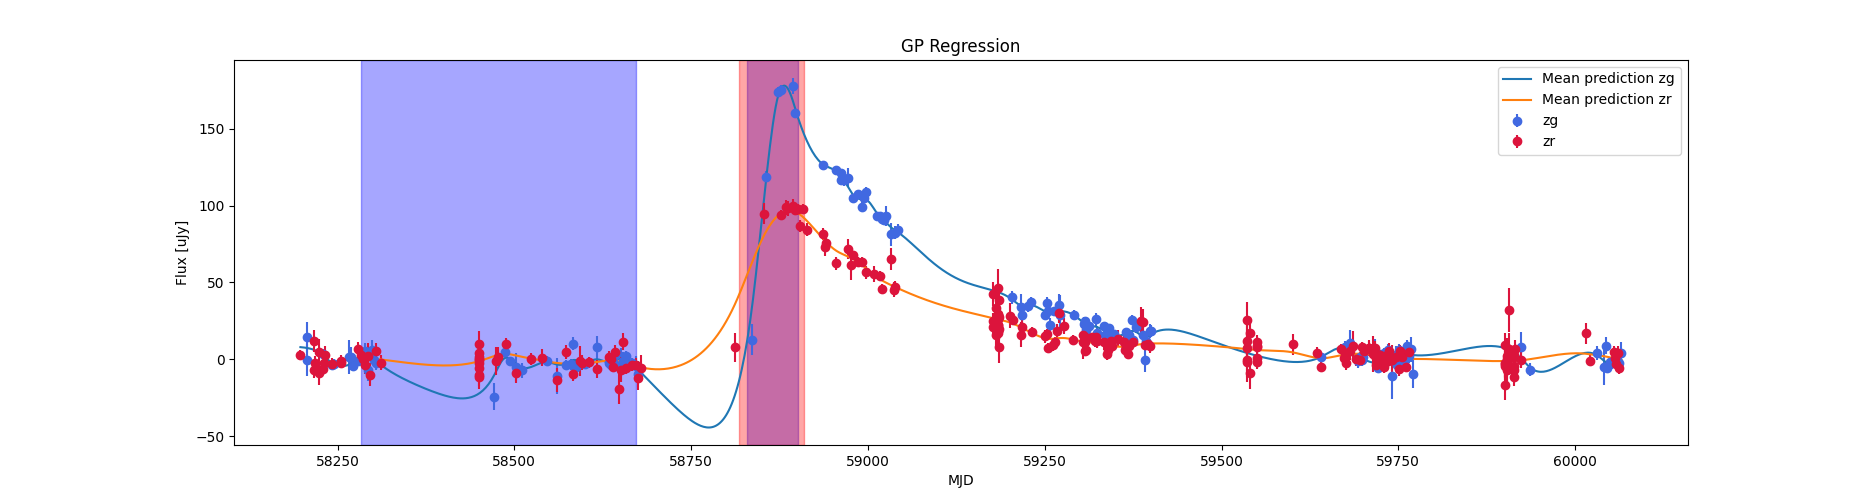 GP Regression
Mean prediction zg
Mean prediction zr
zg
zr
Flux [uJy]
150
100
50
0
−50
58250 58500 58750 59000 59250 59500 59750 60000
MJD